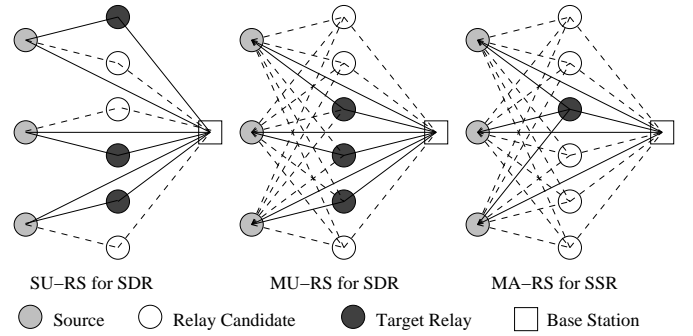 SU–RS for SDR MU–RS for SDR MA–RS for SSR
Source Relay Candidate Target Relay Base Station